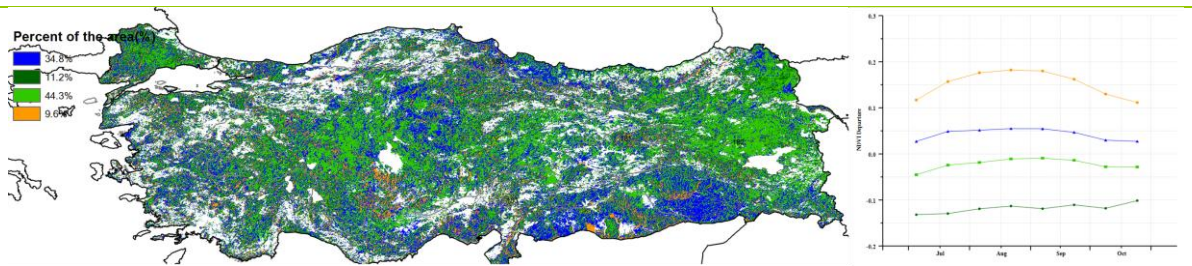 Percent of the area(%)
34.8%
11.2%
44.3%
9.6%
0.3
0.2
0.1
0.0
-0.1
-0.2
NDVI Departure
Jul
Aug
Sep
Oct